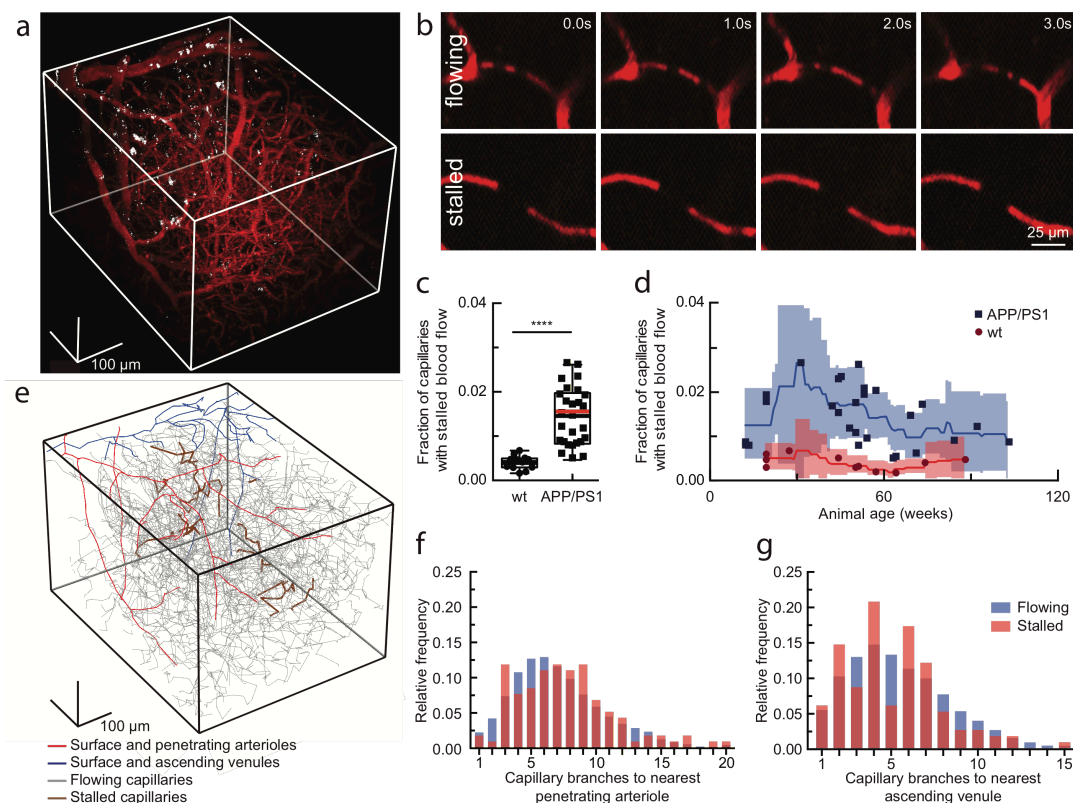 a
100 µm
b
flowing
0.0s
1.0s
2.0s
3.0s
stalled
25 µm
c
Fraction of capillaries
with stalled blood flow
0.04
0.02
0
****
wt
APP/PS1
d
Fraction of capillaries
with stalled blood flow
0.04
0.02
0
APP/PS1
wt
0
60
120
Animal age (weeks)
e
100 µm
Surface and penetrating arterioles
Surface and ascending venules
Flowing capillaries
Stalled capillaries
f
Relative frequency
0.25
0.20
0.15
0.10
0.05
0.00
1
5
10
15
20
Capillary branches to nearest
penetrating arteriole
g
Relative frequency
0.25
0.20
0.15
0.10
0.05
0.00
Flowing
Stalled
1
5
10
15
Capillary branches to nearest
ascending venule